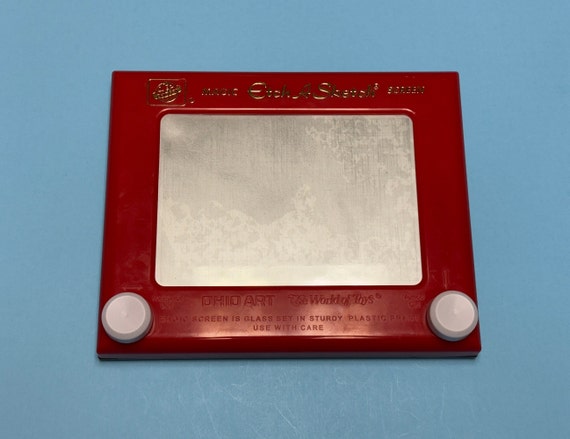 MAGIC Etch A Sketch® SCREEN
OHIO ART The World of Toys®
MAGIC SCREEN IS GLASS SET IN STURDY PLASTIC FRAME
USE WITH CARE